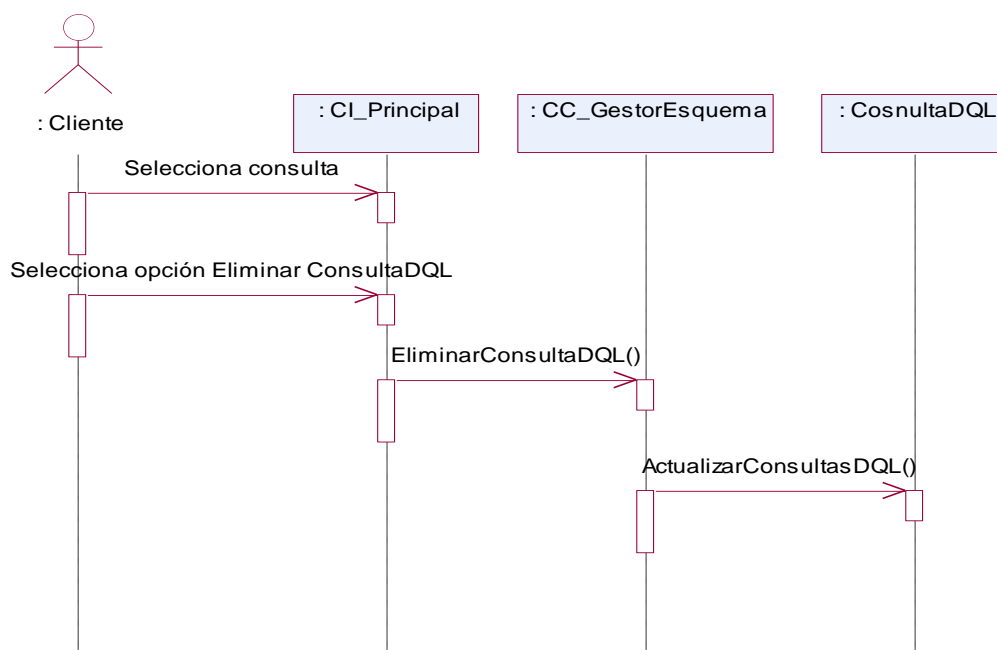 : Cliente
: CI_Principal
: CC_GestorEsquema
: CosnultaDQL
Selecciona consulta
Selecciona opción Eliminar ConsultaDQL
EliminarConsultaDQL()
ActualizarConsultasDQL()